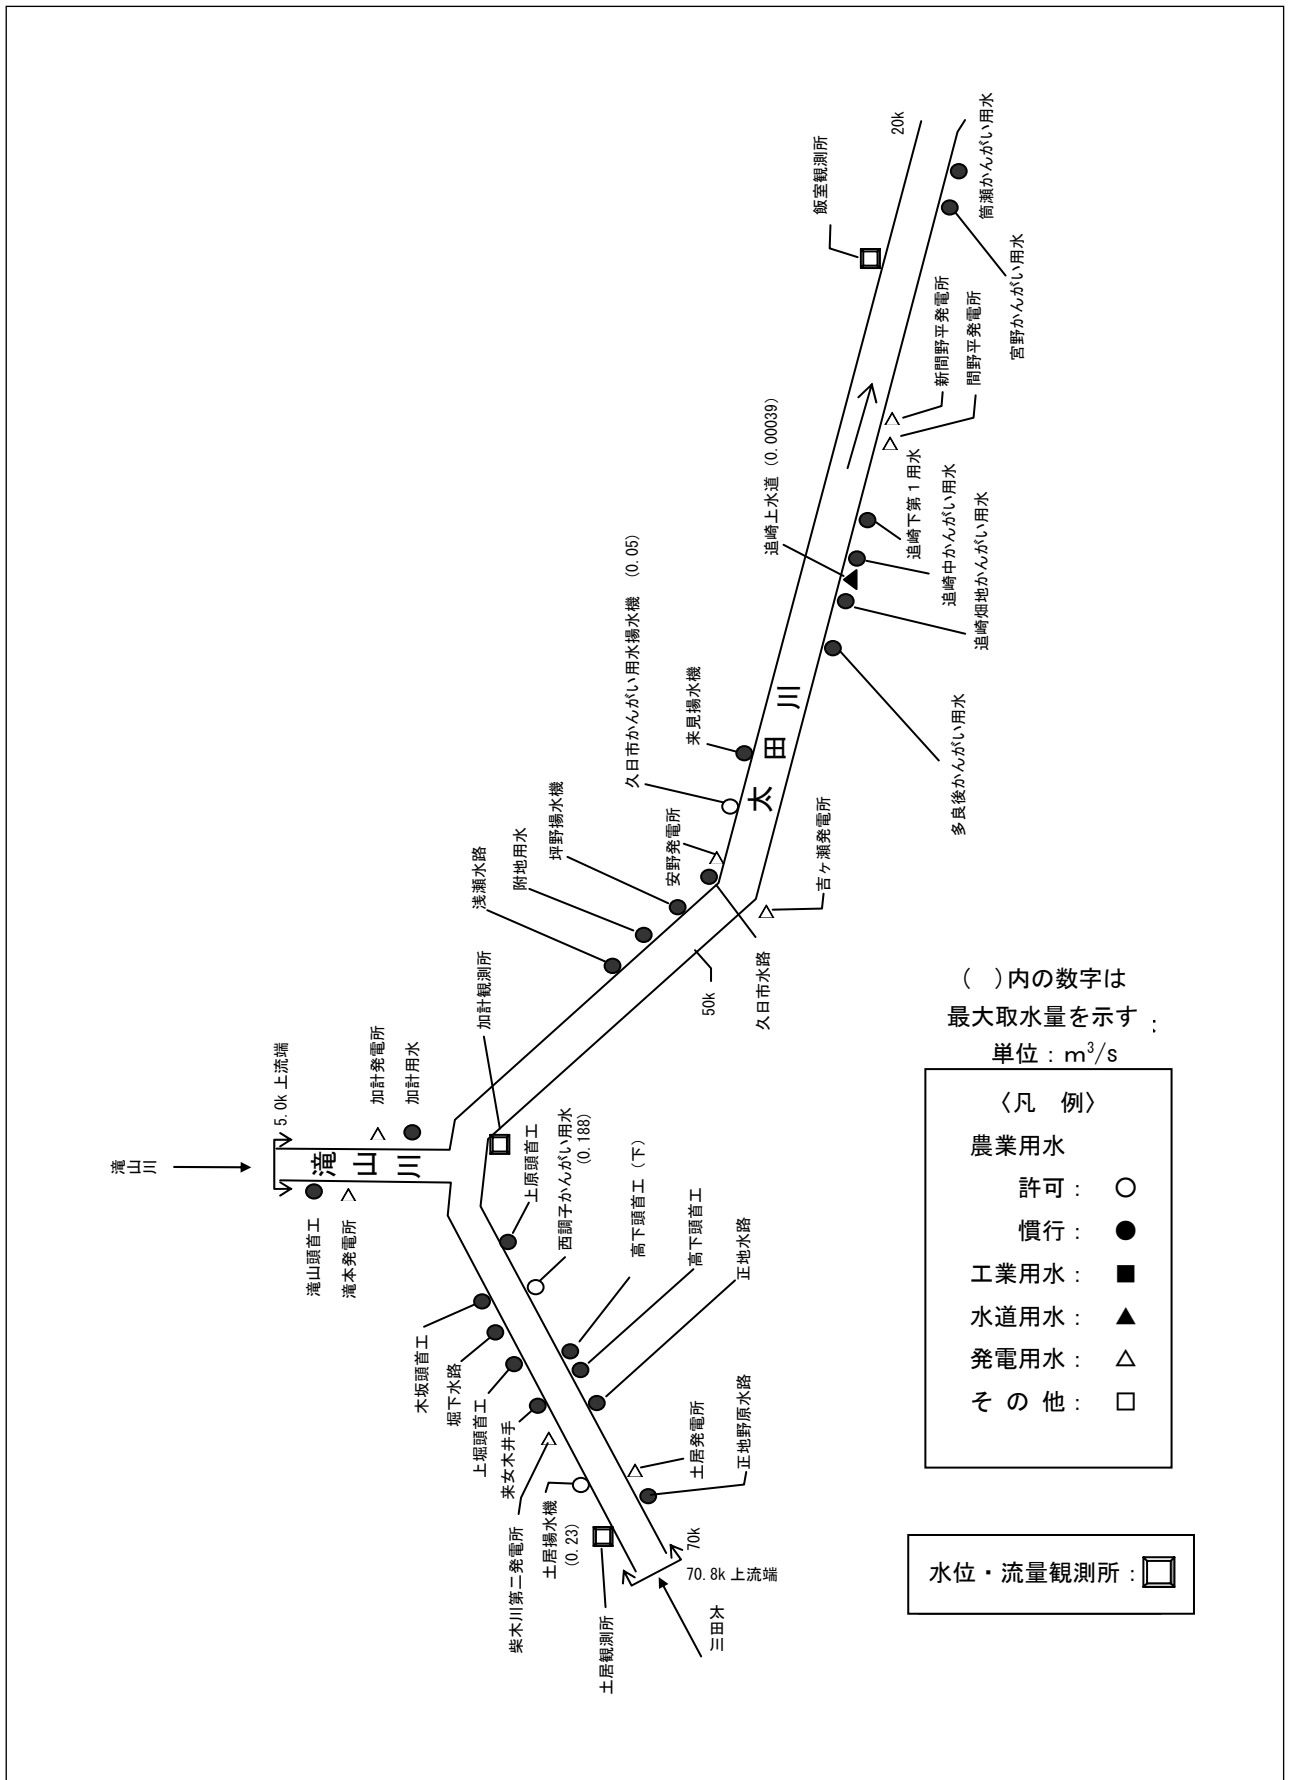 20k
飯室観測所
筒瀬かんがい用水
宮野かんがい用水
新間野平発電所
間野平発電所
追崎上水道 (0.00039)
追崎下第1用水
追崎中かんがい用水
追崎畑地かんがい用水
多良後かんがい用水
久日市かんがい用水揚水機 (0.05)
来見揚水機
太田川
安野発電所
吉ヶ瀬発電所
坪野揚水機
附地用水
浅瀬水路
久日市水路
50k
加計観測所
5.0k 上流端
加計発電所
加計用水
滝山川
滝山川
滝山頭首工
滝本発電所
上原頭首工
西調子かんがい用水
(0.188)
高下頭首工(下)
高下頭首工
正地水路
木坂頭首工
堀下水路
上堀頭首工
来女木井手
柴木川第二発電所
土居揚水機
(0.23)
土居観測所
土居発電所
正地野原水路
70k
70.8k 上流端
太田川
( )内の数字は
最大取水量を示す :
単位:m³/s
〈凡 例〉
農業用水
許可:
慣行:
工業用水:
水道用水:
発電用水:
その他:
水位・流量観測所: